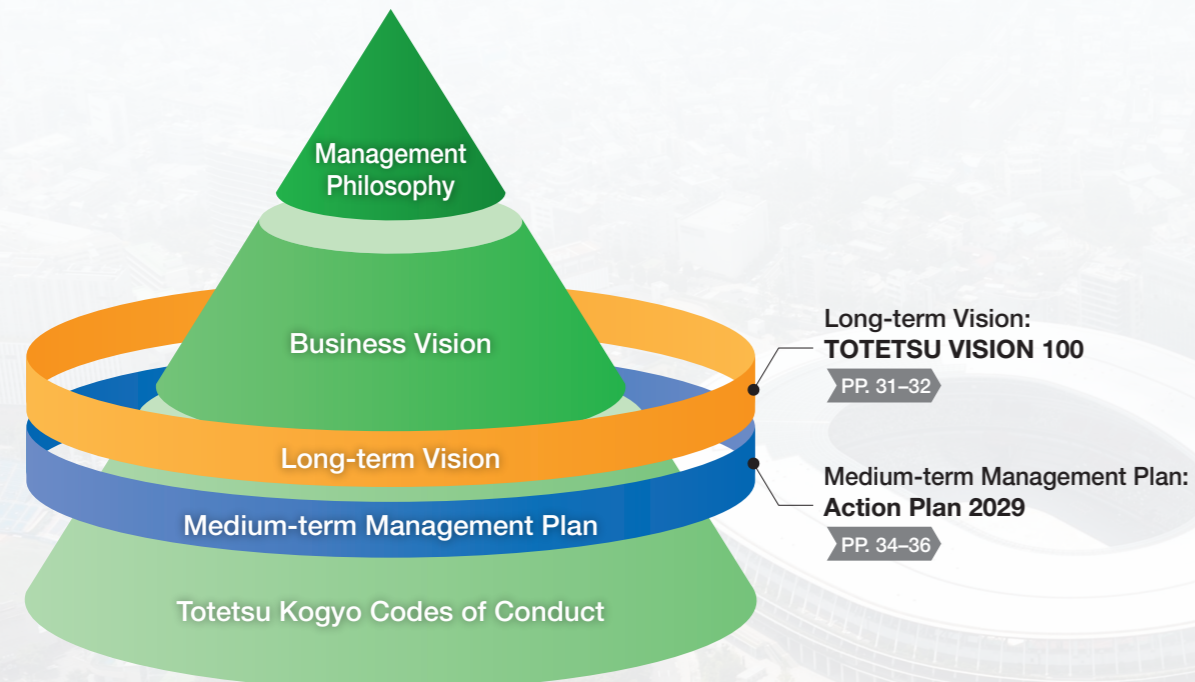 Management
Philosophy
Business Vision
Long-term Vision
Medium-term Management Plan
Totetsu Kogyo Codes of Conduct
Long-term Vision:
TOTETSU VISION 100
PP. 31–32
Medium-term Management Plan:
Action Plan 2029
PP. 34–36